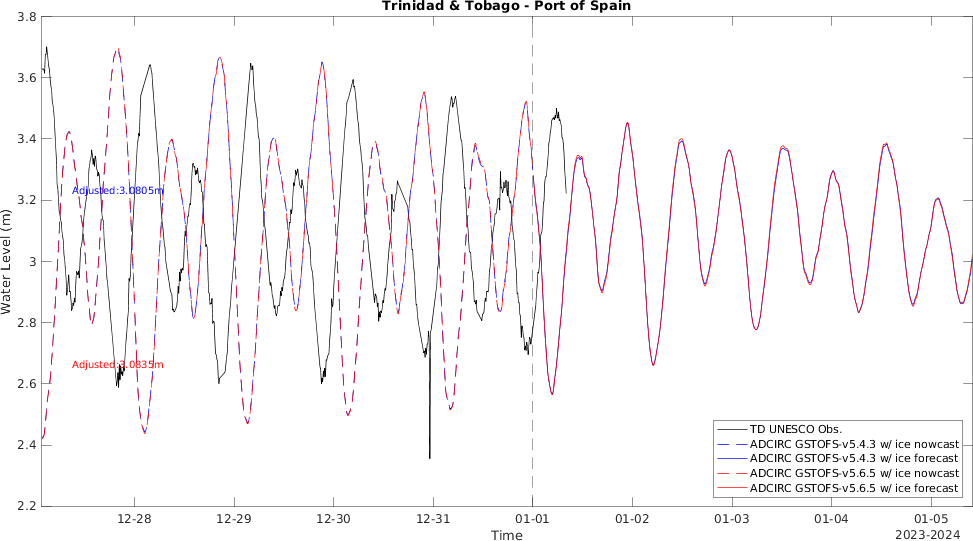 Trinidad & Tobago - Port of Spain
3.8
3.6
3.4
3.2
3
2.8
2.6
2.4
2.2
Water Level (m)
Adjusted:3.0805m
Adjusted:3.0835m
TD UNESCO Obs.
ADCIRC GSTOFS-v5.4.3 w/ ice nowcast
ADCIRC GSTOFS-v5.4.3 w/ ice forecast
ADCIRC GSTOFS-v5.6.5 w/ ice nowcast
ADCIRC GSTOFS-v5.6.5 w/ ice forecast
12-28 12-29 12-30 12-31 01-01 01-02 01-03 01-04 01-05
Time
2023-2024